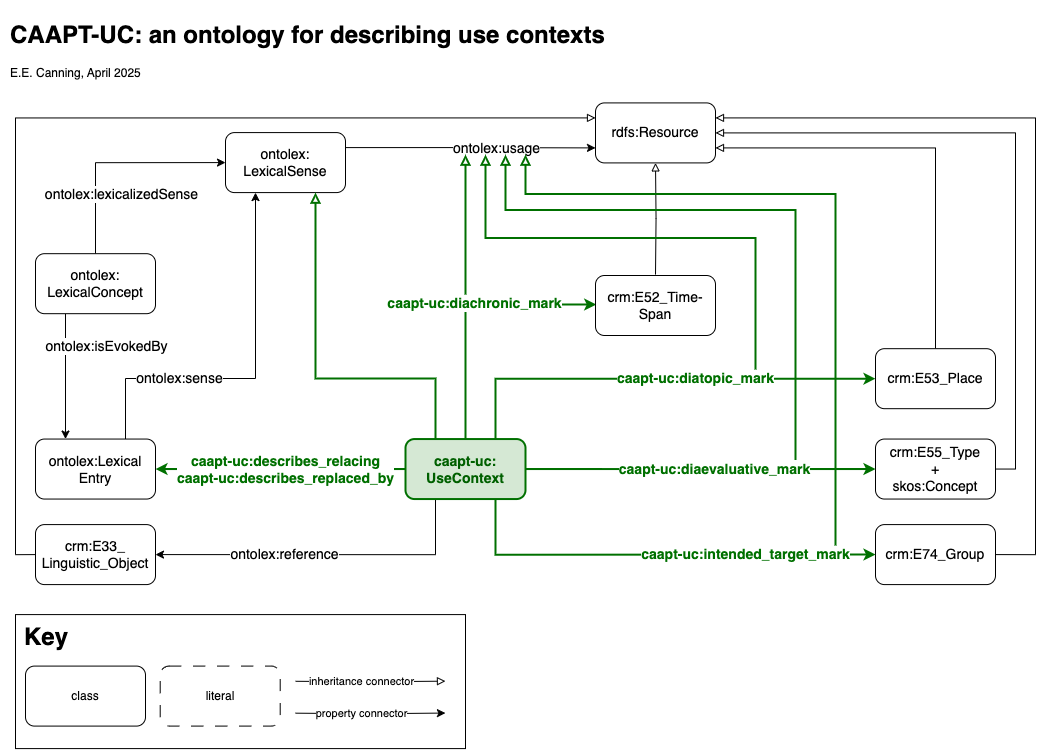 CAAPT-UC: an ontology for describing use contexts
E.E. Canning, April 2025
rdfs:Resource
ontolex:
LexicalSense
ontolex:usage
ontolex:lexicalizedSense
ontolex:
LexicalConcept
crm:E52_Time-
Span
caapt-uc:diachronic_mark
ontolex:isEvokedBy
ontolex:sense
caapt-uc:diatopic_mark
crm:E53_Place
ontolex:Lexical
Entry
caapt-uc:describes_relacing
caapt-uc:describes_replaced_by
caapt-uc:
UseContext
caapt-uc:diaevaluative_mark
crm:E55_Type
+
skos:Concept
crm:E33_
Linguistic_Object
ontolex:reference
caapt-uc:intended_target_mark
crm:E74_Group
Key
class
literal
inheritance connector
property connector